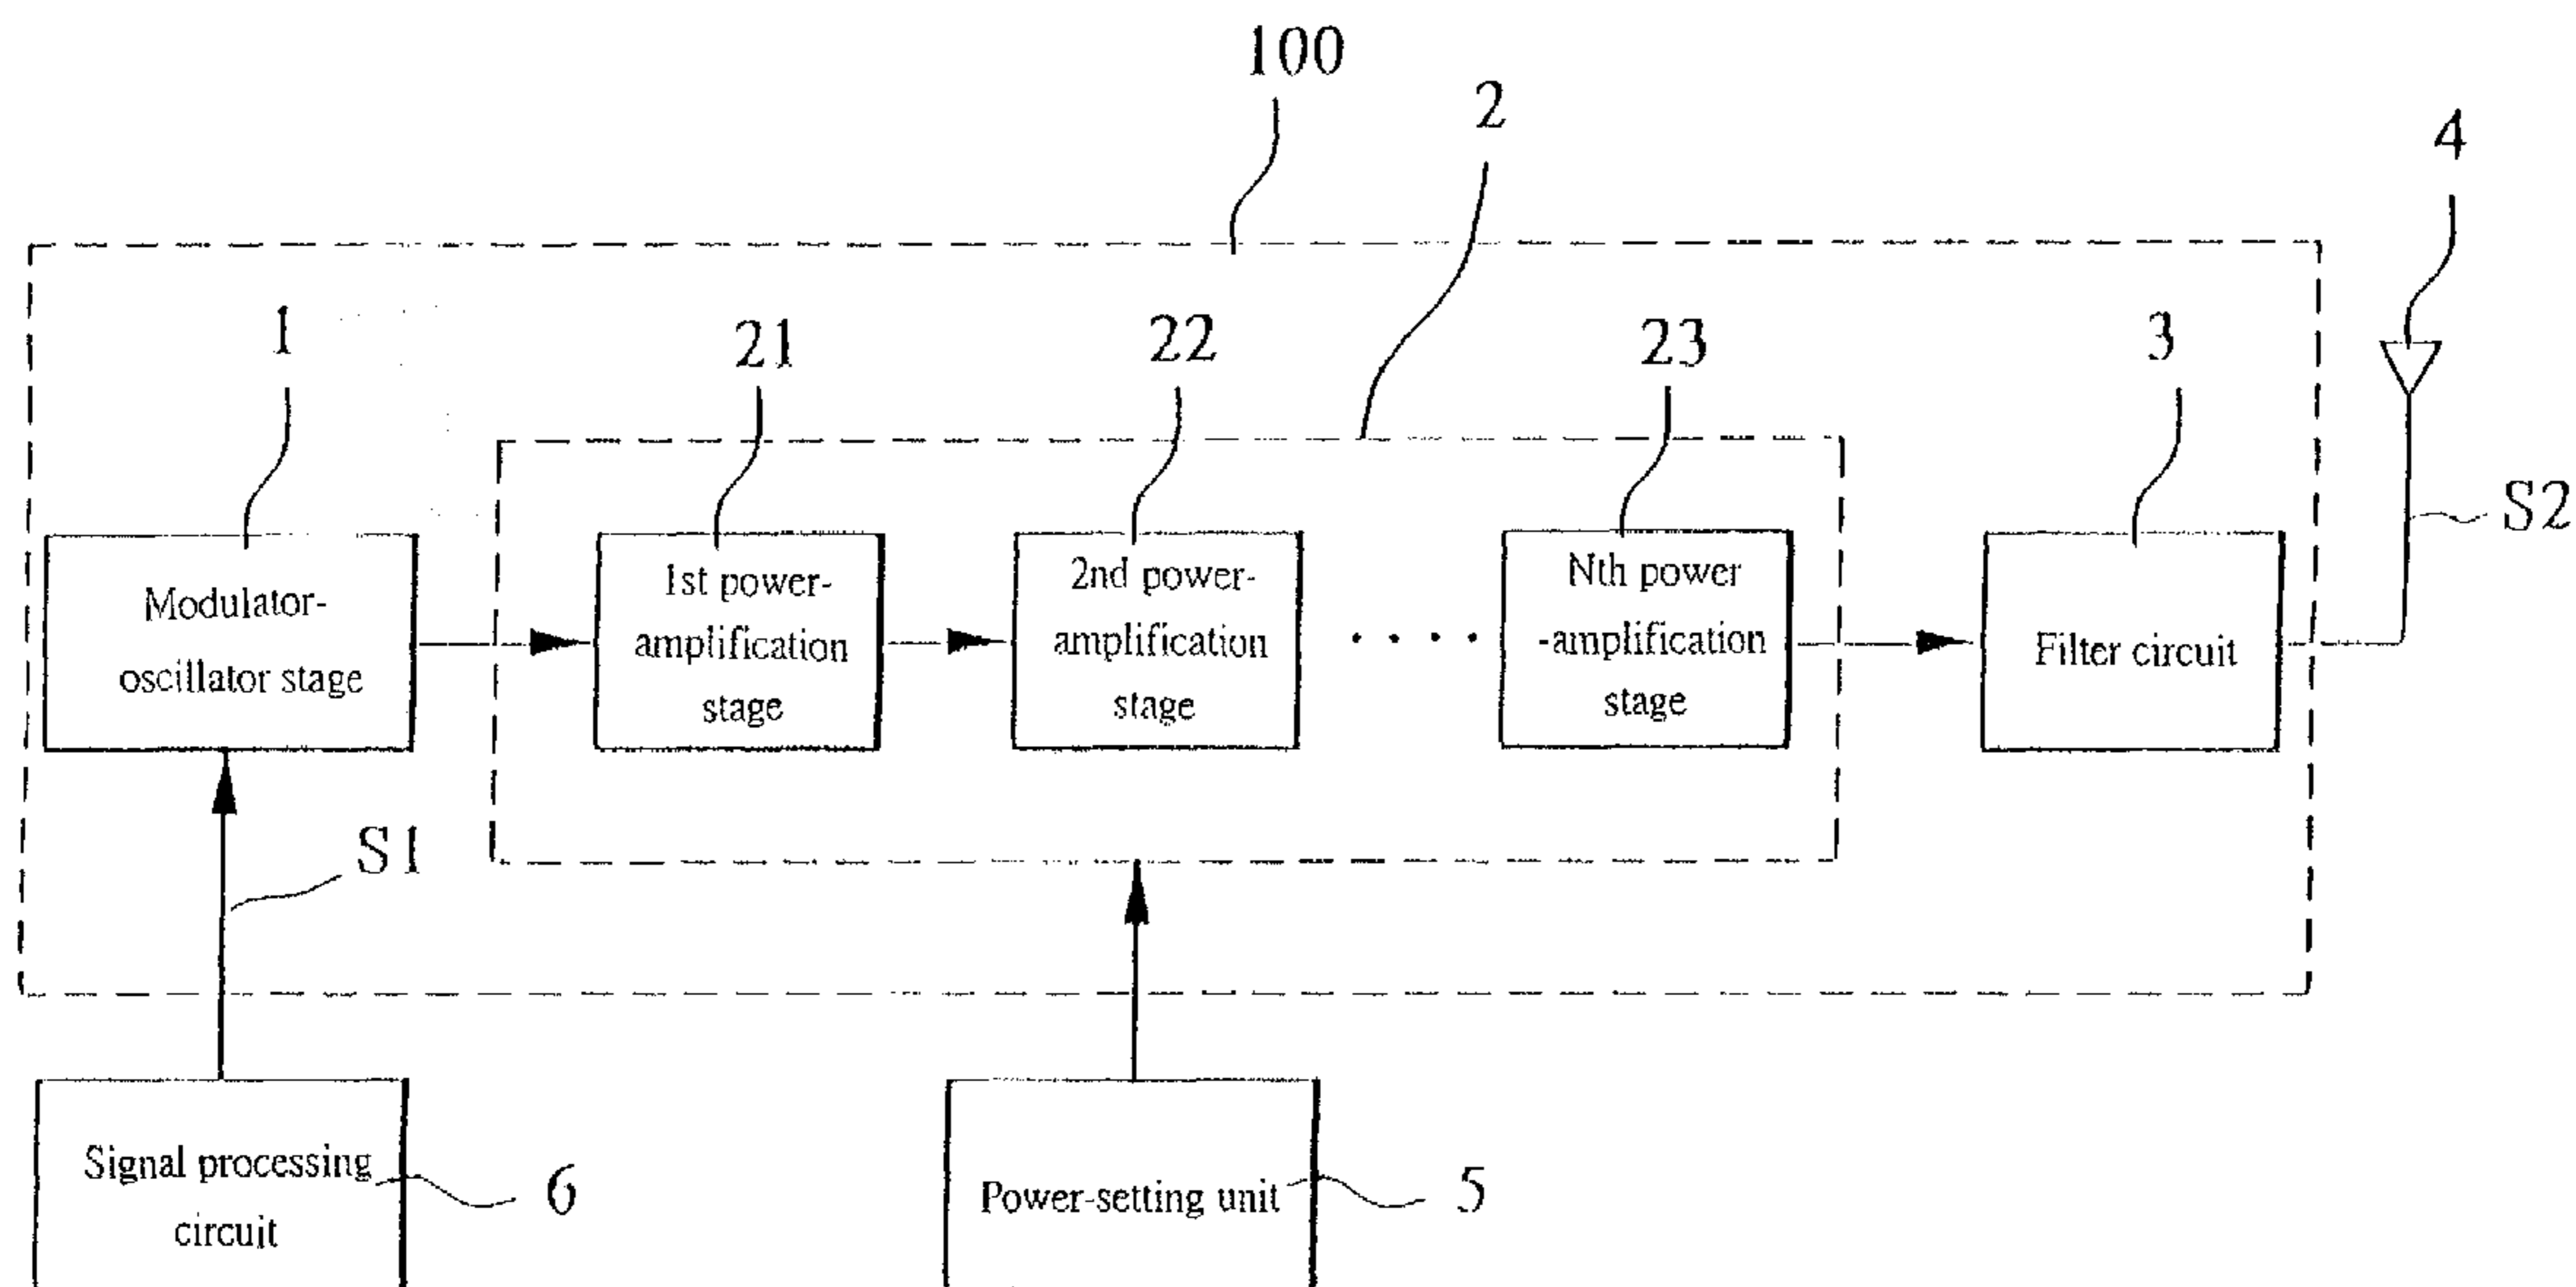 100
2
4
1
21
22
23
3
S2
Modulator-
oscillator stage
1st power-
amplification
stage
2nd power-
amplification
stage
Nth power
-amplification
stage
Filter circuit
S1
Signal processing
circuit
6
Power-setting unit
5